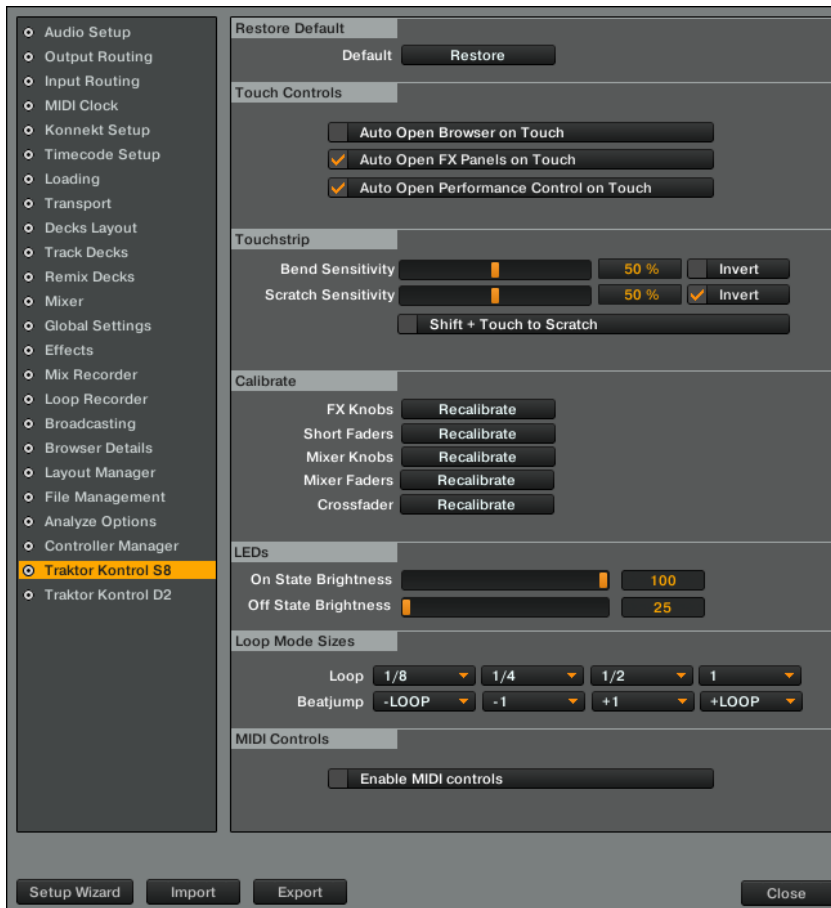 Audio Setup
Output Routing
Input Routing
MIDI Clock
Konnekt Setup
Timecode Setup
Loading
Transport
Decks Layout
Track Decks
Remix Decks
Mixer
Global Settings
Effects
Mix Recorder
Loop Recorder
Broadcasting
Browser Details
Layout Manager
File Management
Analyze Options
Controller Manager
Traktor Kontrol S8
Traktor Kontrol D2
Restore Default
Default Restore
Touch Controls
Auto Open Browser on Touch
Auto Open FX Panels on Touch
Auto Open Performance Control on Touch
Touchstrip
Bend Sensitivity 50 % Invert
Scratch Sensitivity 50 % Invert
Shift + Touch to Scratch
Calibrate
FX Knobs Recalibrate
Short Faders Recalibrate
Mixer Knobs Recalibrate
Mixer Faders Recalibrate
Crossfader Recalibrate
LEDs
On State Brightness 100
Off State Brightness 25
Loop Mode Sizes
Loop 1/8 1/4 1/2 1
Beatjump -LOOP -1 +1 +LOOP
MIDI Controls
Enable MIDI controls
Setup Wizard Import Export Close